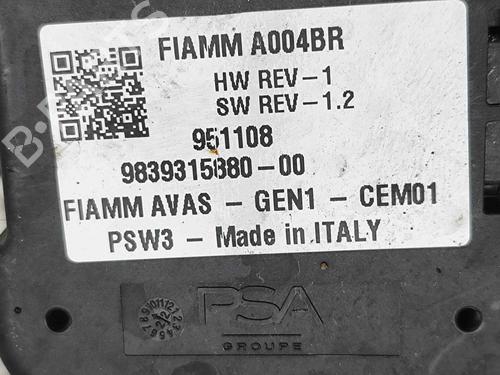 FIAMM A004BR
HW REV-1
SW REV-1.2
951108
9839315880-00
FIAMM AVAS - GEN1 - CEM01
PSW3 - Made in ITALY
PSA
GROUPE